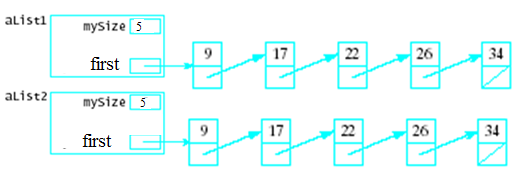 aList1
mySize 5
first
9 17 22 26 34
aList2
mySize 5
first
9 17 22 26 34